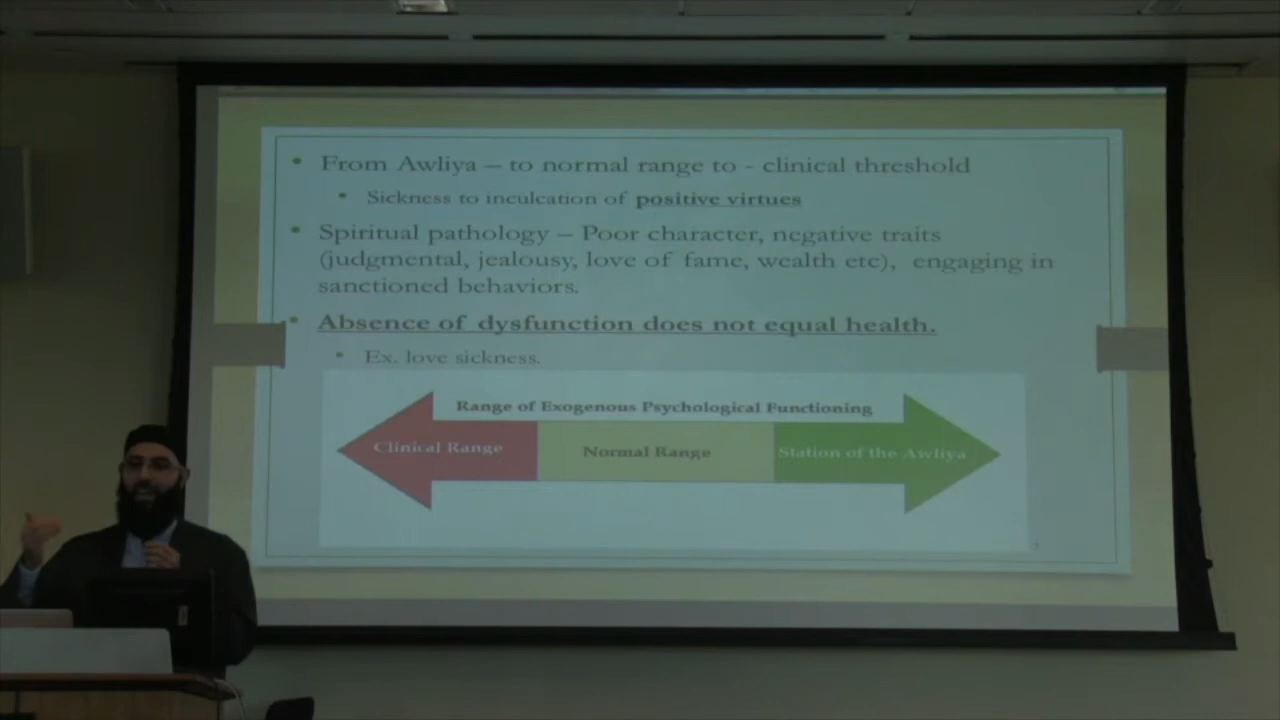 From Awliya – to normal range to - clinical threshold
Sickness to inculcation of positive virtues
Spiritual pathology – Poor character, negative traits
(judgmental, jealousy, love of fame, wealth etc), engaging in
sanctioned behaviors.
Absence of dysfunction does not equal health.
Ex. love sickness.
Range of Exogenous Psychological Functioning
Clinical Range
Normal Range
Station of the Awliya